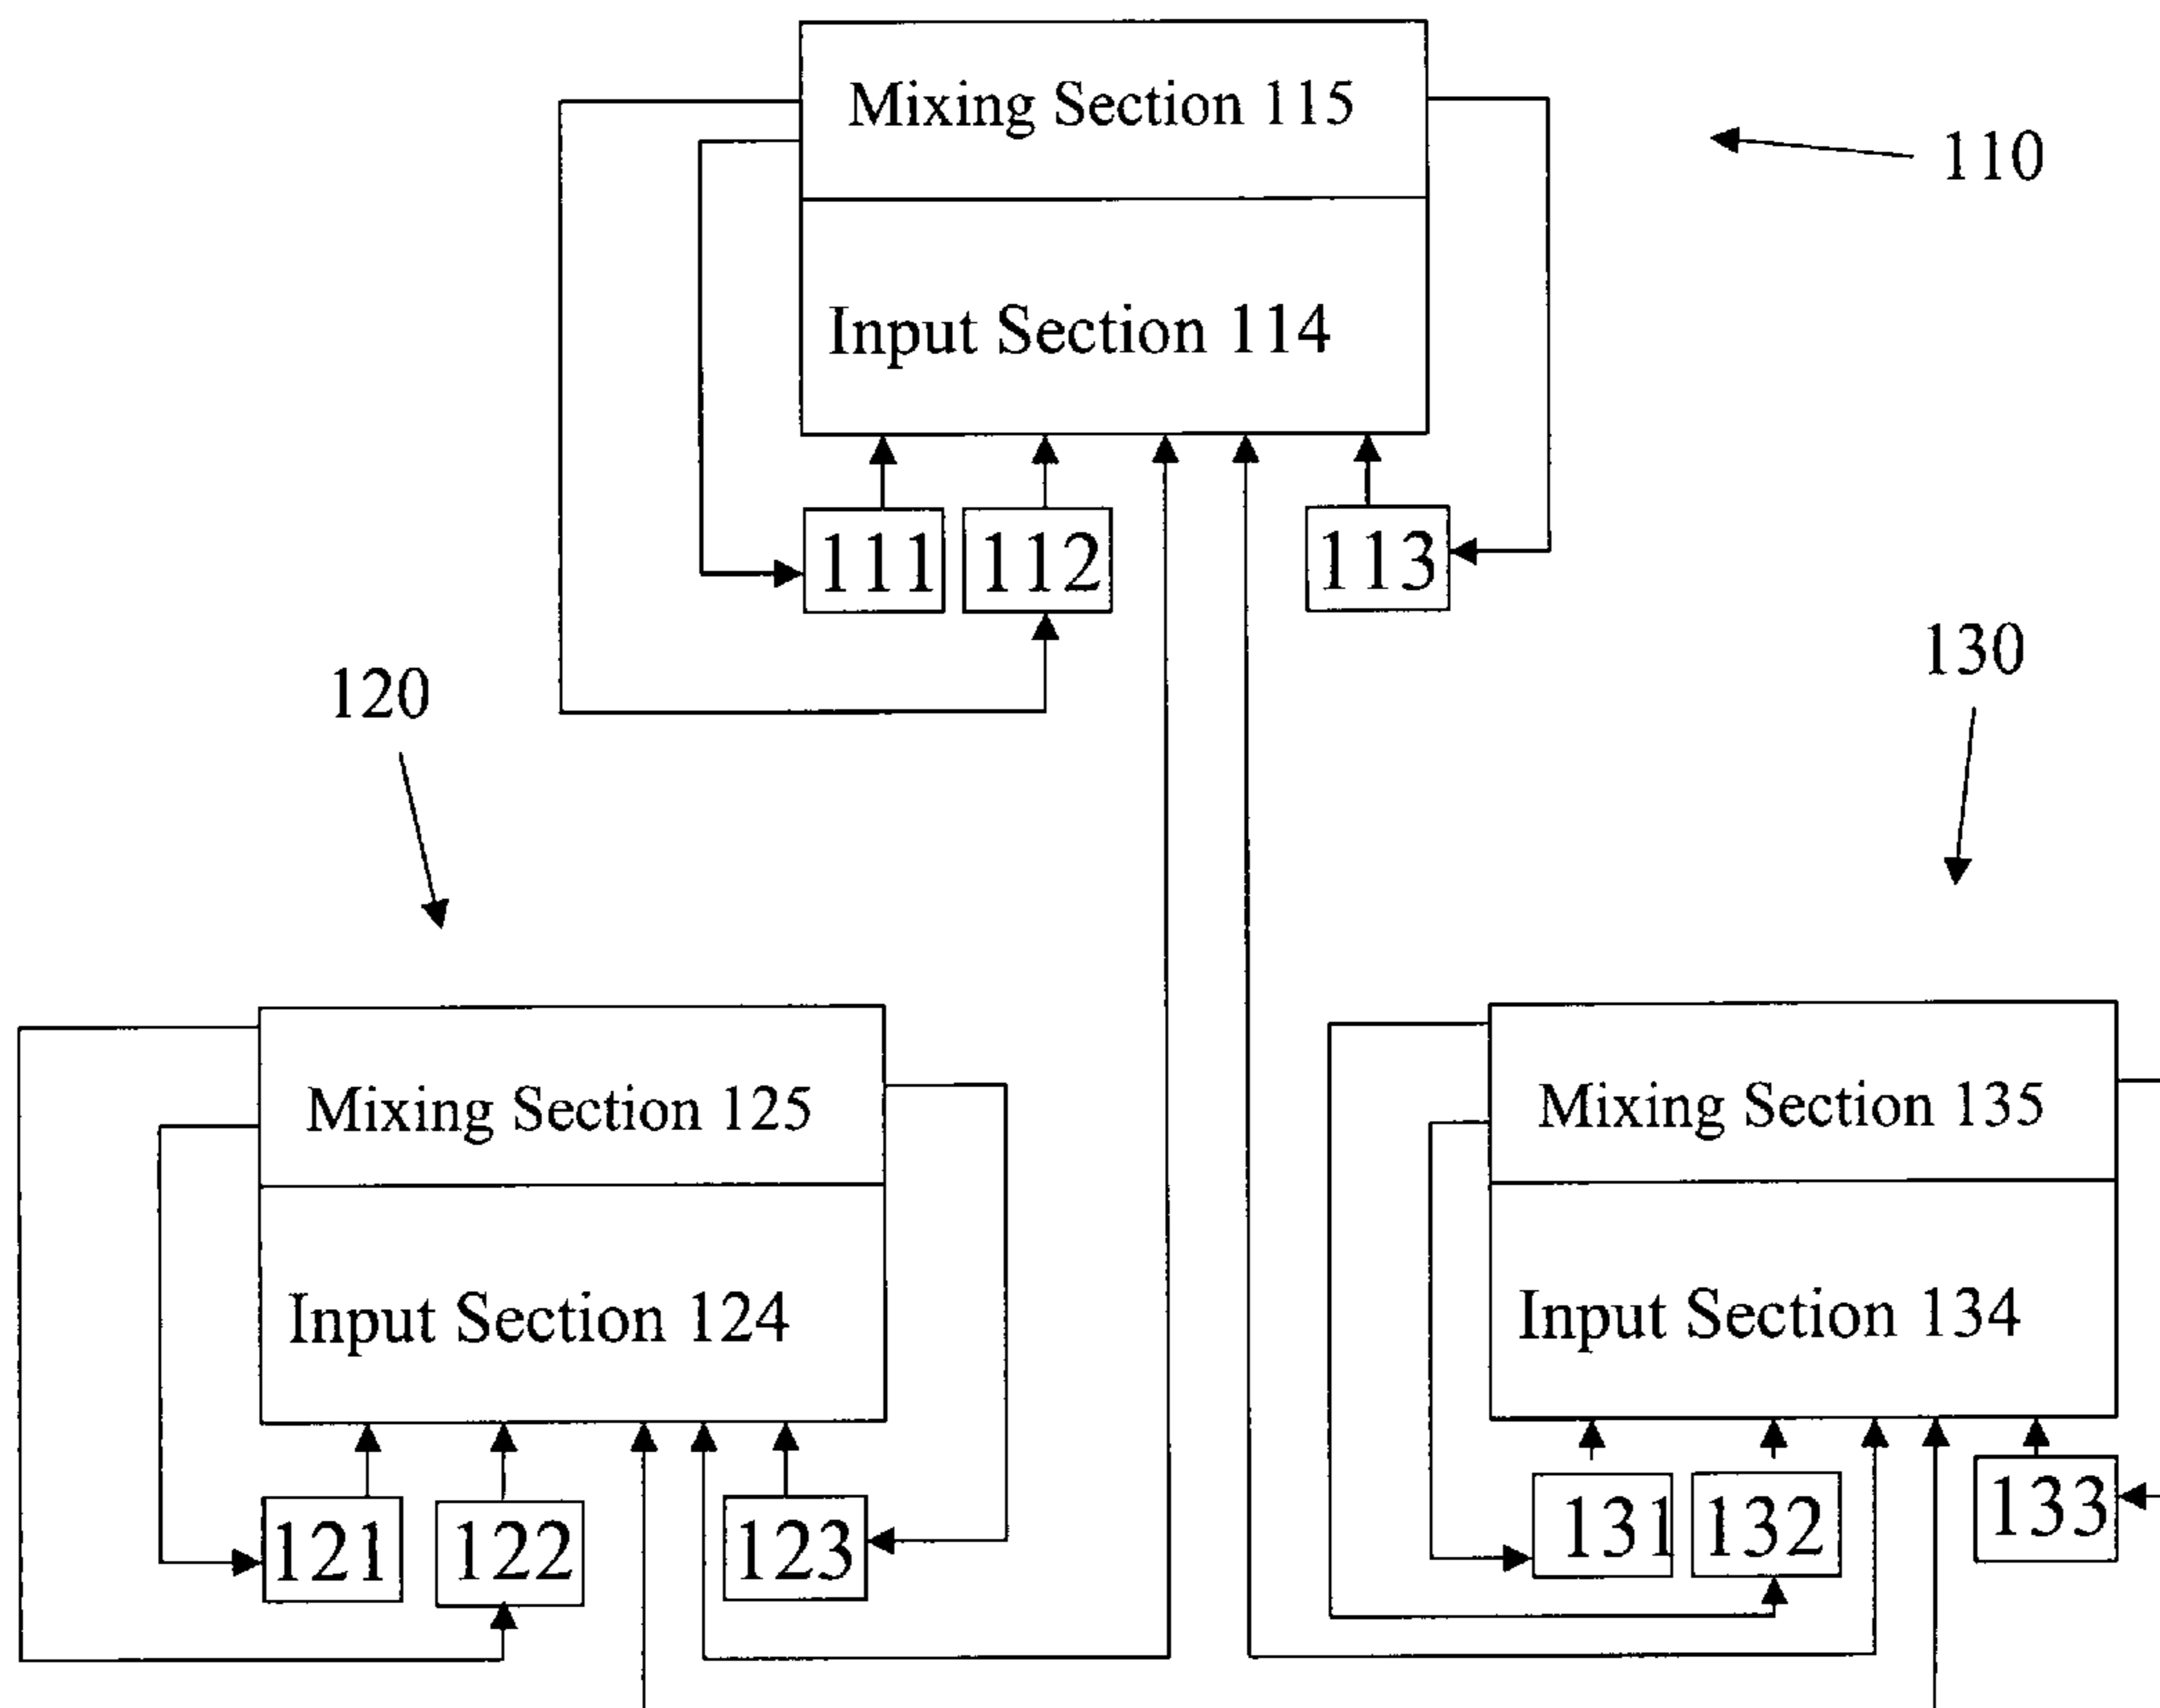 Mixing Section 115
110
Input Section 114
111
112
113
120
130
Mixing Section 125
Mixing Section 135
Input Section 124
Input Section 134
121
122
123
131
132
133